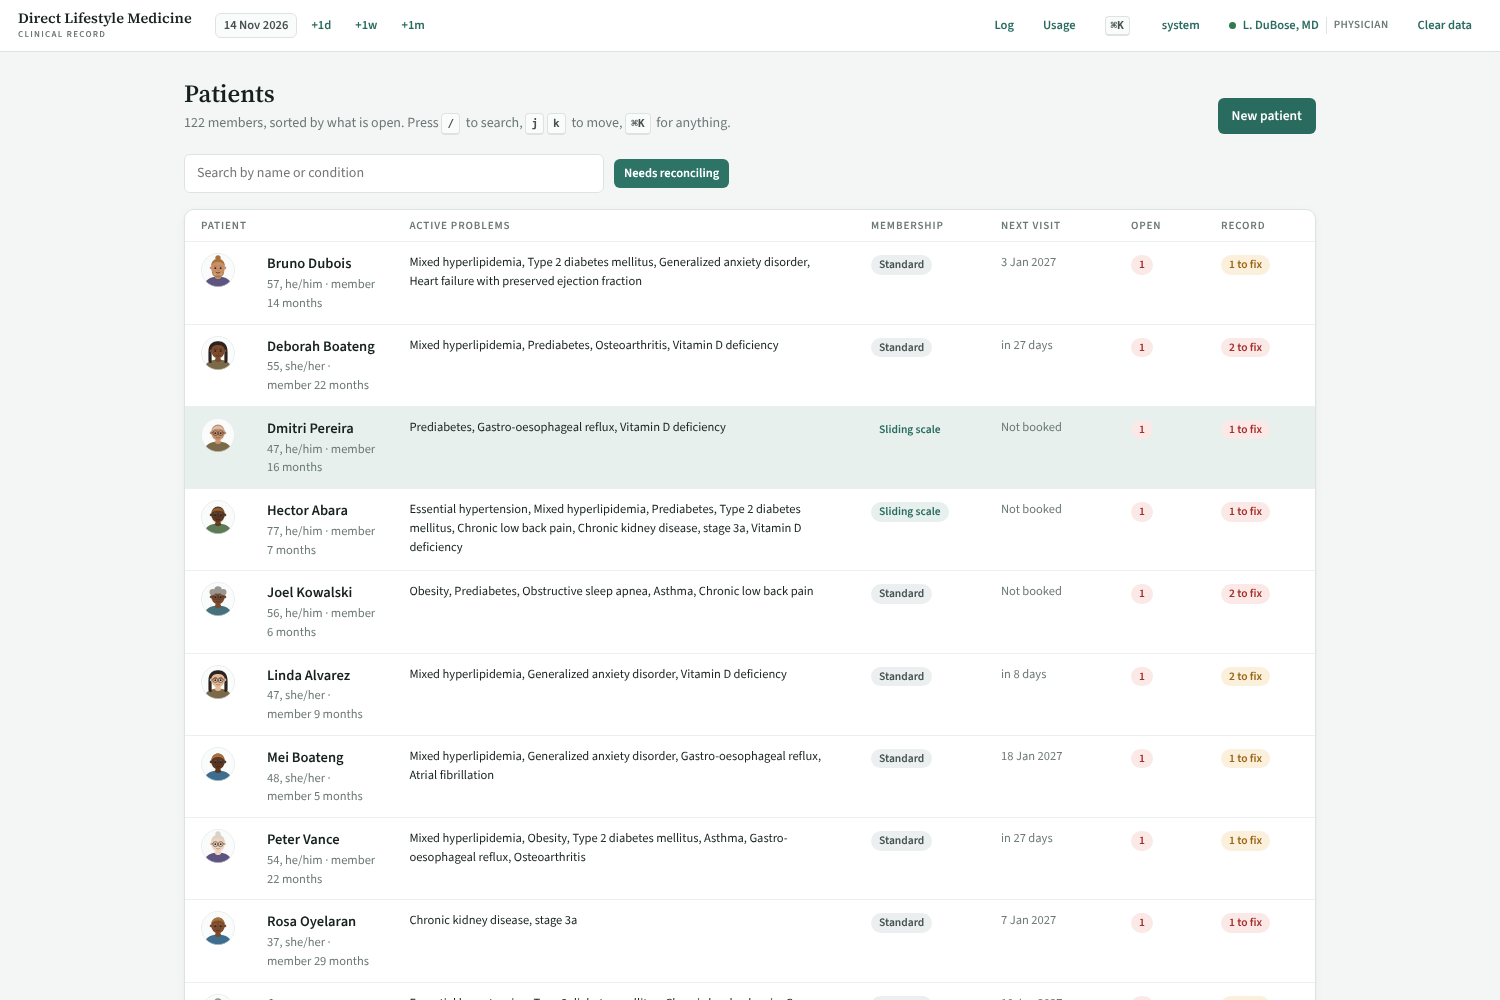 Direct Lifestyle Medicine
CLINICAL RECORD
14 Nov 2026
+1d
+1w
+1m
Log
Usage
⌘K
system
L. DuBose, MD
PHYSICIAN
Clear data
Patients
122 members, sorted by what is open. Press / to search, j k to move, ⌘K for anything.
New patient
Search by name or condition
Needs reconciling
PATIENT
ACTIVE PROBLEMS
MEMBERSHIP
NEXT VISIT
OPEN
RECORD
Bruno Dubois
57, he/him · member
14 months
Mixed hyperlipidemia, Type 2 diabetes mellitus, Generalized anxiety disorder,
Heart failure with preserved ejection fraction
Standard
3 Jan 2027
1
1 to fix
Deborah Boateng
55, she/her ·
member 22 months
Mixed hyperlipidemia, Prediabetes, Osteoarthritis, Vitamin D deficiency
Standard
in 27 days
1
2 to fix
Dmitri Pereira
47, he/him · member
16 months
Prediabetes, Gastro-oesophageal reflux, Vitamin D deficiency
Sliding scale
Not booked
1
1 to fix
Hector Abara
77, he/him · member
7 months
Essential hypertension, Mixed hyperlipidemia, Prediabetes, Type 2 diabetes
mellitus, Chronic low back pain, Chronic kidney disease, stage 3a, Vitamin D
deficiency
Sliding scale
Not booked
1
1 to fix
Joel Kowalski
56, he/him · member
6 months
Obesity, Prediabetes, Obstructive sleep apnea, Asthma, Chronic low back pain
Standard
Not booked
1
2 to fix
Linda Alvarez
47, she/her ·
member 9 months
Mixed hyperlipidemia, Generalized anxiety disorder, Vitamin D deficiency
Standard
in 8 days
1
2 to fix
Mei Boateng
48, she/her ·
member 5 months
Mixed hyperlipidemia, Generalized anxiety disorder, Gastro-oesophageal reflux,
Atrial fibrillation
Standard
18 Jan 2027
1
1 to fix
Peter Vance
54, he/him · member
22 months
Mixed hyperlipidemia, Obesity, Type 2 diabetes mellitus, Asthma, Gastro-
oesophageal reflux, Osteoarthritis
Standard
in 27 days
1
1 to fix
Rosa Oyelaran
37, she/her ·
member 29 months
Chronic kidney disease, stage 3a
Standard
7 Jan 2027
1
1 to fix